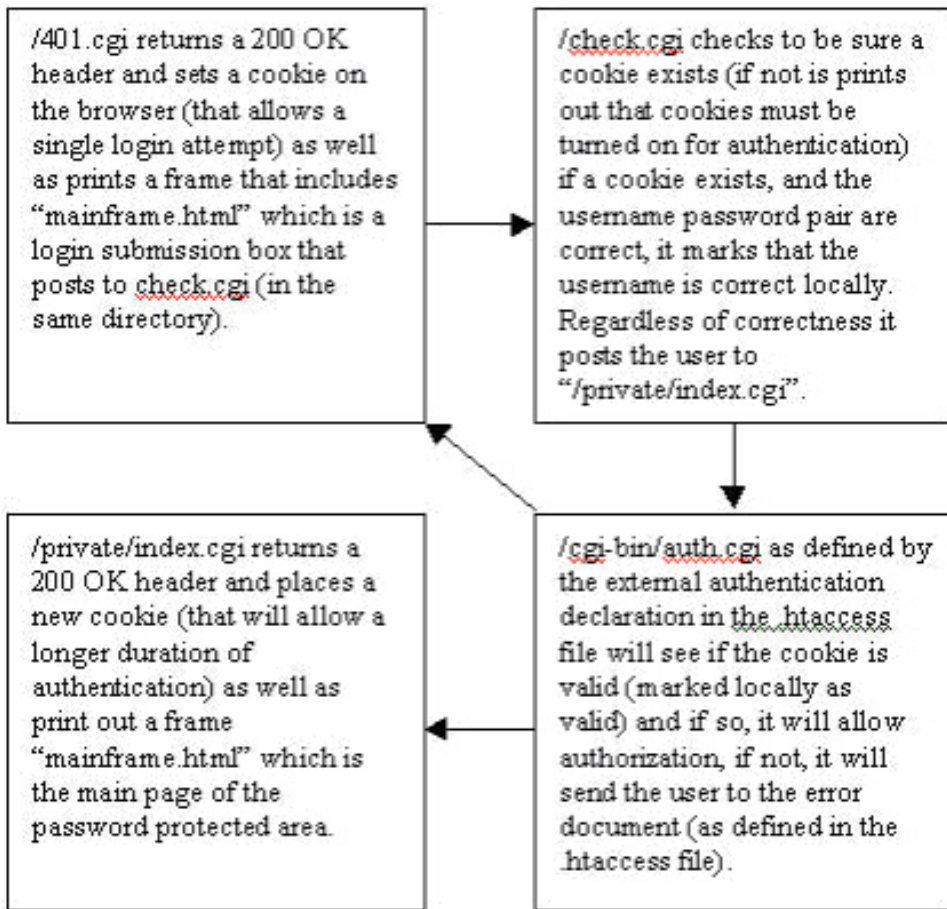 /401.cgi returns a 200 OK
header and sets a cookie on
the browser (that allows a
single login attempt) as well
as prints a frame that includes
“mainframe.html” which is a
login submission box that
posts to check.cgi (in the
same directory).
/check.cgi checks to be sure a
cookie exists (if not is prints
out that cookies must be
turned on for authentication)
if a cookie exists, and the
username password pair are
correct, it marks that the
username is correct locally.
Regardless of correctness it
posts the user to
“/private/index.cgi”.
/private/index.cgi returns a
200 OK header and places a
new cookie (that will allow a
longer duration of
authentication) as well as
print out a frame
“mainframe.html” which is
the main page of the
password protected area.
/cgi-bin/auth.cgi as defined by
the external authentication
declaration in the .htaccess
file will see if the cookie is
valid (marked locally as
valid) and if so, it will allow
authorization, if not, it will
send the user to the error
document (as defined in the
.htaccess file).